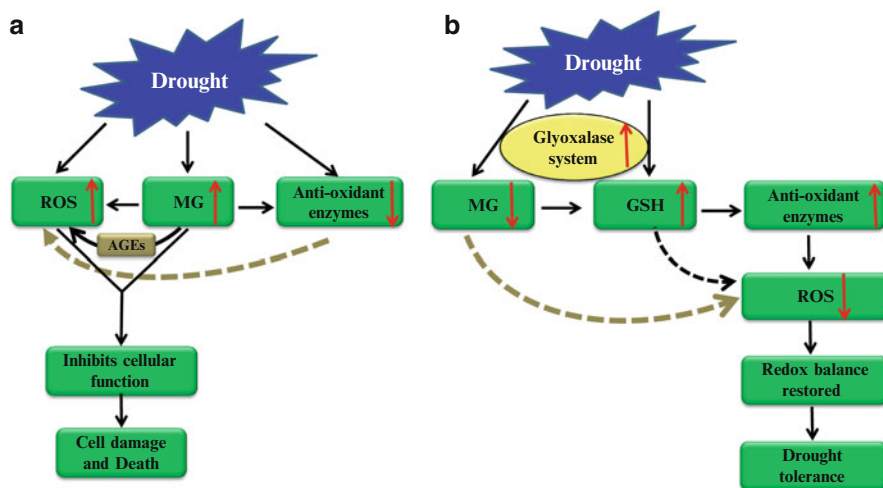 a
Drought
ROS
MG
Anti-oxidant
enzymes
AGEs
Inhibits cellular
function
Cell damage
and Death
b
Drought
Glyoxalase
system
MG
GSH
Anti-oxidant
enzymes
ROS
Redox balance
restored
Drought
tolerance